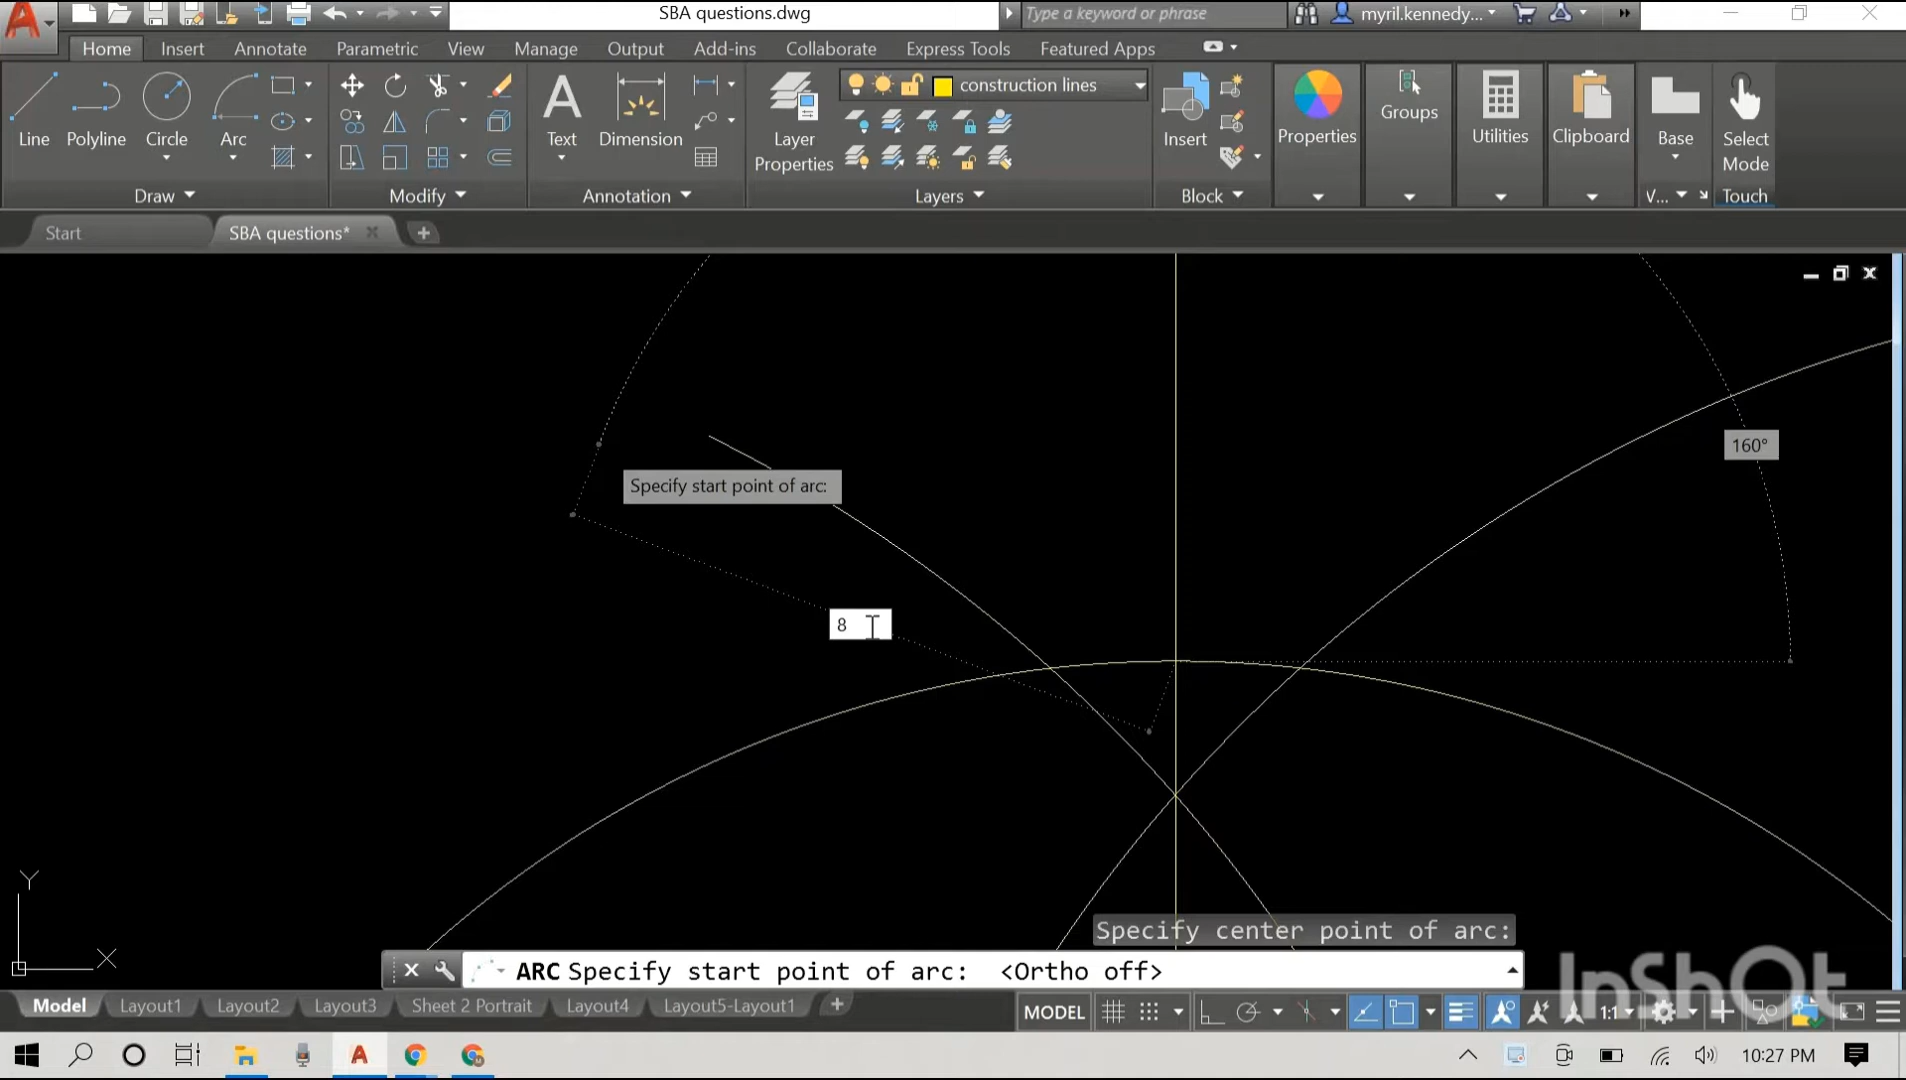 SBA questions.dwg
Type a keyword or phrase
myril.kennedy...
Home Insert Annotate Parametric View Manage Output Add-ins Collaborate Express Tools Featured Apps
construction lines
Line Polyline Circle Arc
Text Dimension
Layer Properties
Insert
Properties
Groups
Utilities
Clipboard
Base
Select Mode
Draw Modify Annotation Layers Block V... Touch
Start SBA questions*
160°
Specify start point of arc:
8
Y
X
Specify center point of arc:
ARC Specify start point of arc: <Ortho off>
InShOt
Model Layout1 Layout2 Layout3 Sheet 2 Portrait Layout4 Layout5-Layout1
MODEL 1:1
10:27 PM